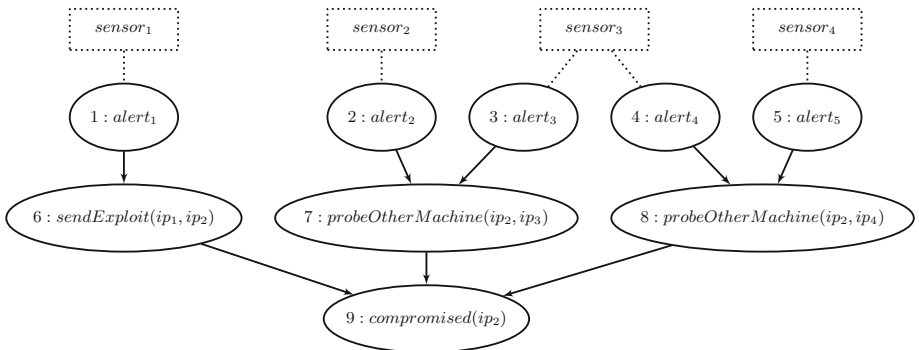 sensor₁ sensor₂ sensor₃ sensor₄
1 : alert₁ 2 : alert₂ 3 : alert₃ 4 : alert₄ 5 : alert₅
6 : sendExploit(ip₁, ip₂) 7 : probeOtherMachine(ip₂, ip₃) 8 : probeOtherMachine(ip₂, ip₄)
9 : compromised(ip₂)